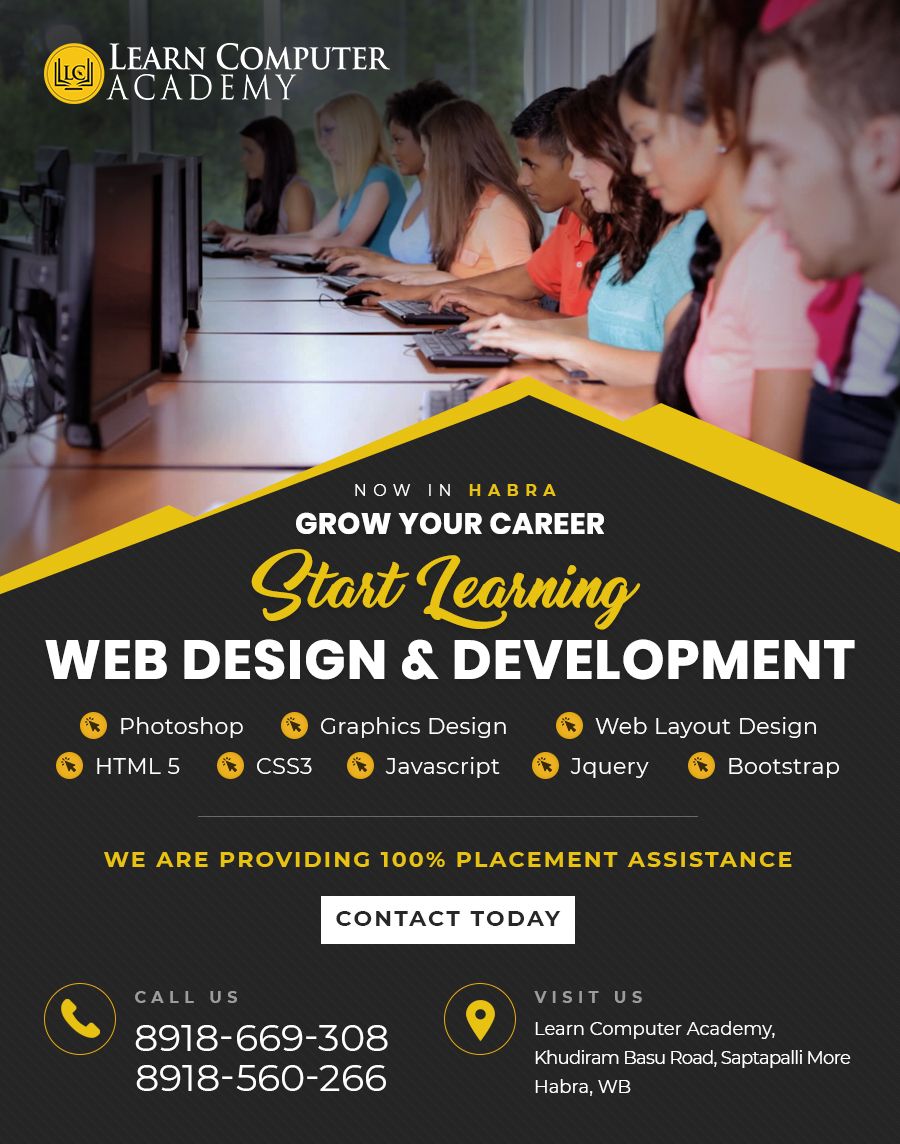 LC
LEARN COMPUTER
ACADEMY
NOW IN HABRA
GROW YOUR CAREER
Start Learning
WEB DESIGN & DEVELOPMENT
Photoshop Graphics Design Web Layout Design
HTML 5 CSS3 Javascript Jquery Bootstrap
WE ARE PROVIDING 100% PLACEMENT ASSISTANCE
CONTACT TODAY
CALL US
8918-669-308
8918-560-266
VISIT US
Learn Computer Academy,
Khudiram Basu Road, Saptapalli More
Habra, WB